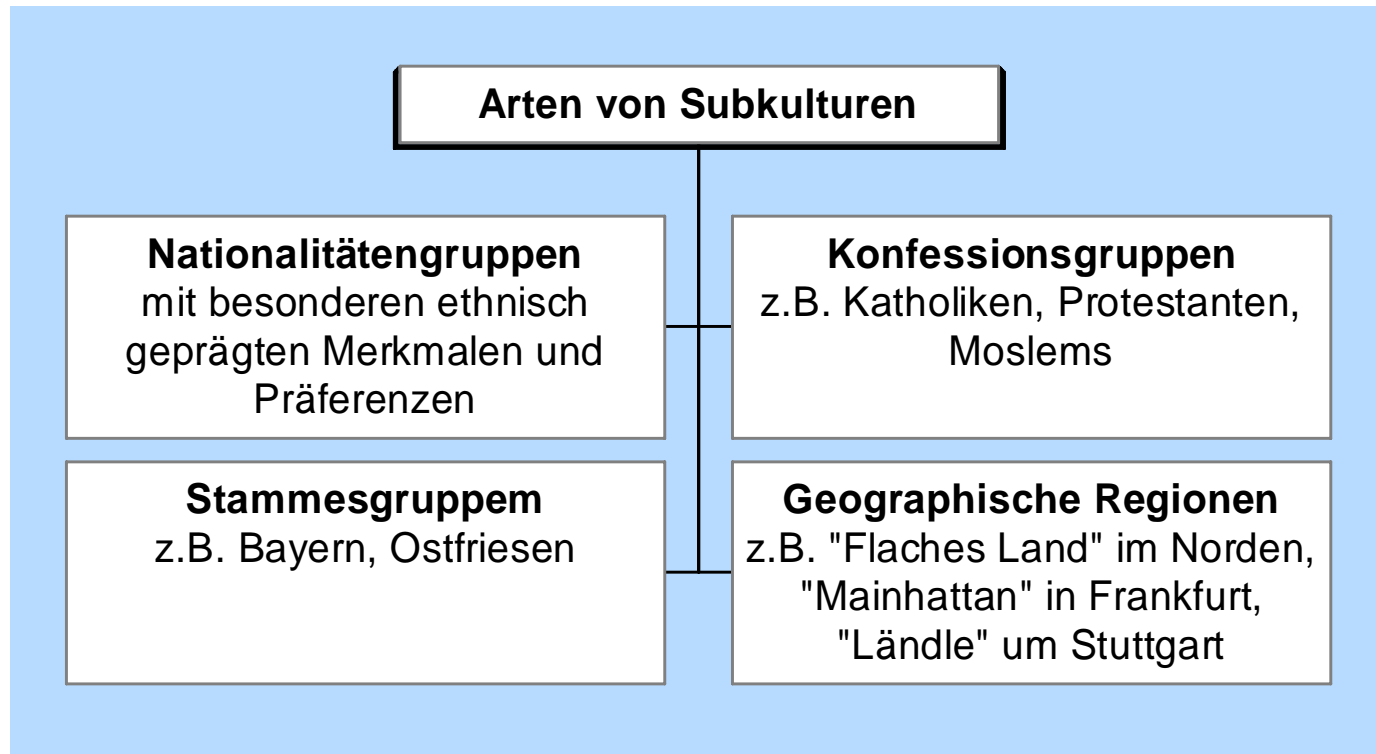 Arten von Subkulturen
Nationalitätengruppen
mit besonderen ethnisch
geprägten Merkmalen und
Präferenzen
Konfessionsgruppen
z.B. Katholiken, Protestanten,
Moslems
Stammesgruppem
z.B. Bayern, Ostfriesen
Geographische Regionen
z.B. "Flaches Land" im Norden,
"Mainhattan" in Frankfurt,
"Ländle" um Stuttgart